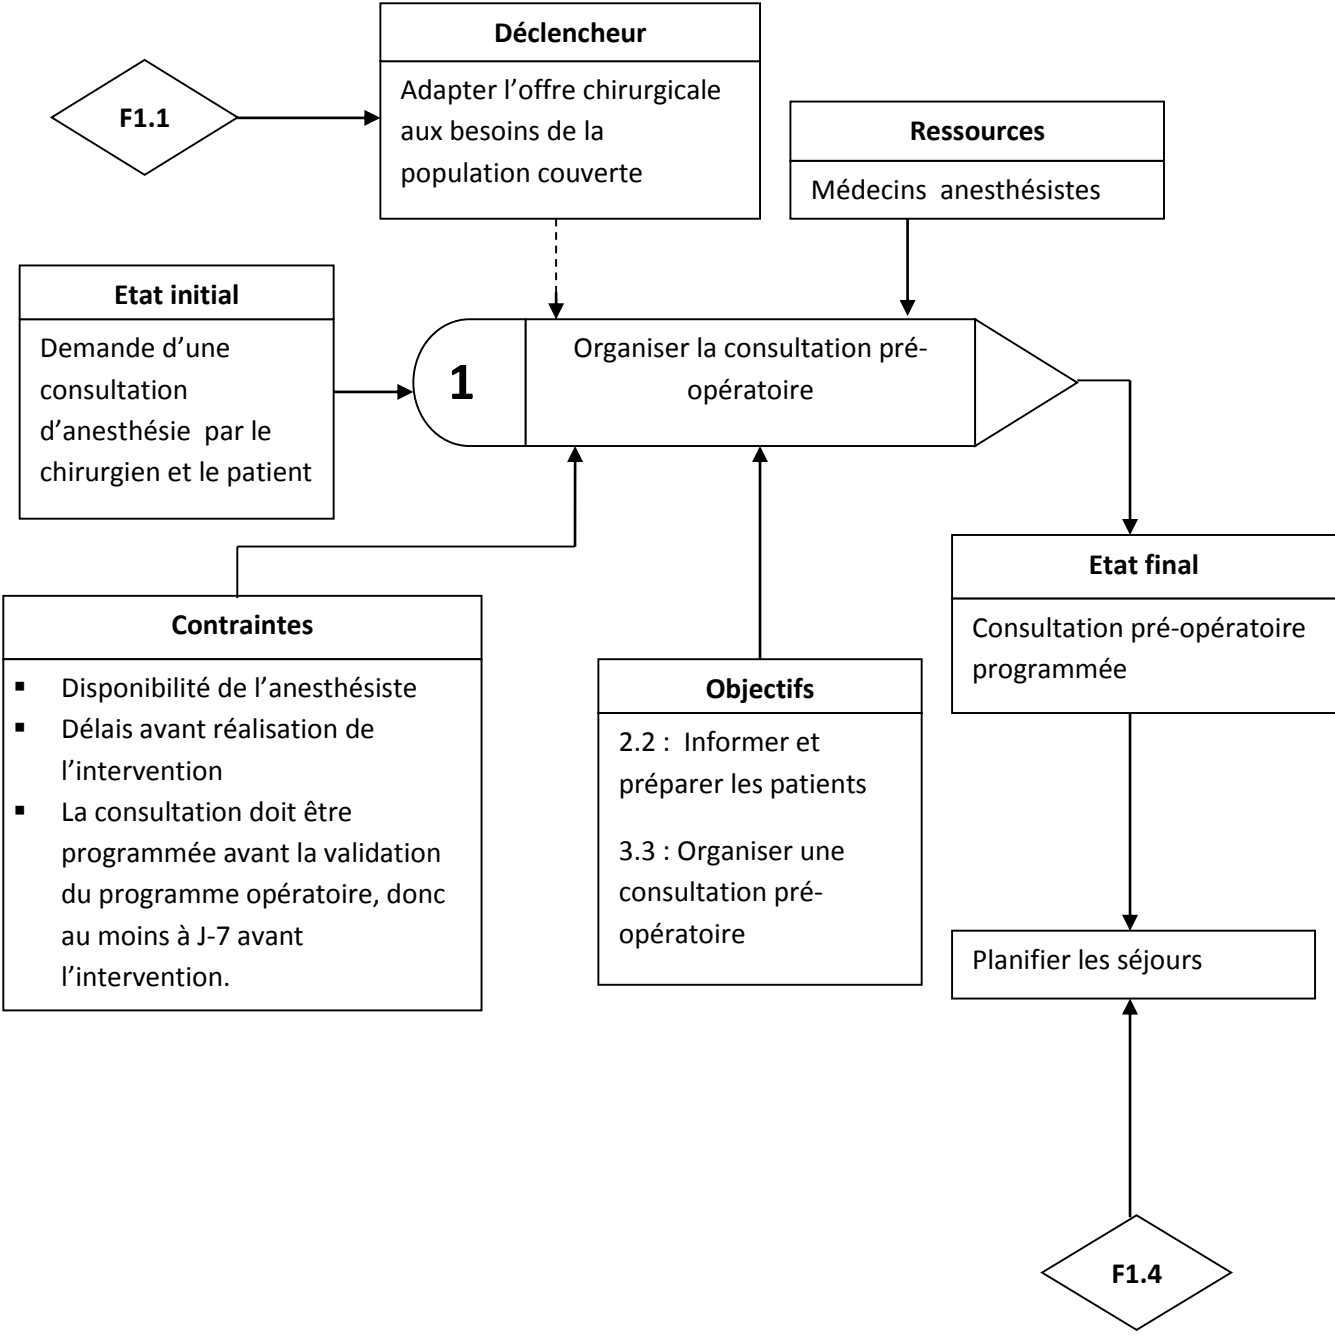 Déclencheur
F1.1
Adapter l’offre chirurgicale
aux besoins de la
population couverte
Ressources
Médecins  anesthésistes
Etat initial
Demande d’une
consultation
d’anesthésie  par le
chirurgien et le patient
1
Organiser la consultation pré-
opératoire
Etat final
Consultation pré-opératoire
programmée
Contraintes
▪ Disponibilité de l’anesthésiste
▪ Délais avant réalisation de
l’intervention
▪ La consultation doit être
programmée avant la validation
du programme opératoire, donc
au moins à J-7 avant
l’intervention.
Objectifs
2.2 :  Informer et
préparer les patients
3.3 : Organiser une
consultation pré-
opératoire
Planifier les séjours
F1.4